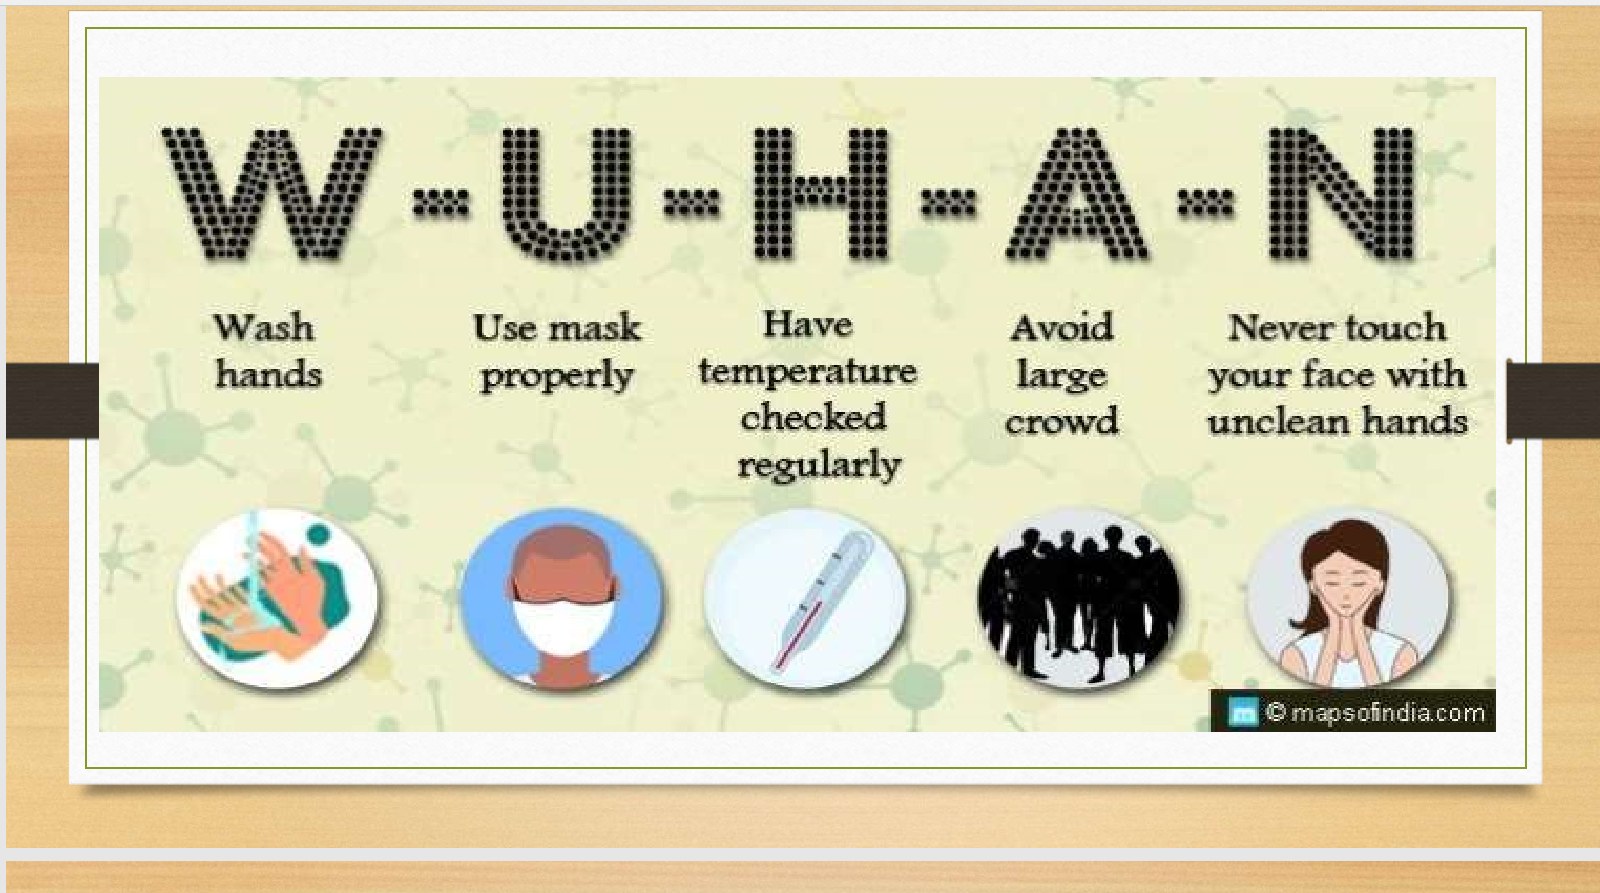 W-U-H-A-N
Wash
hands
Use mask
properly
Have
temperature
checked
regularly
Avoid
large
crowd
Never touch
your face with
unclean hands
m © mapsofindia.com